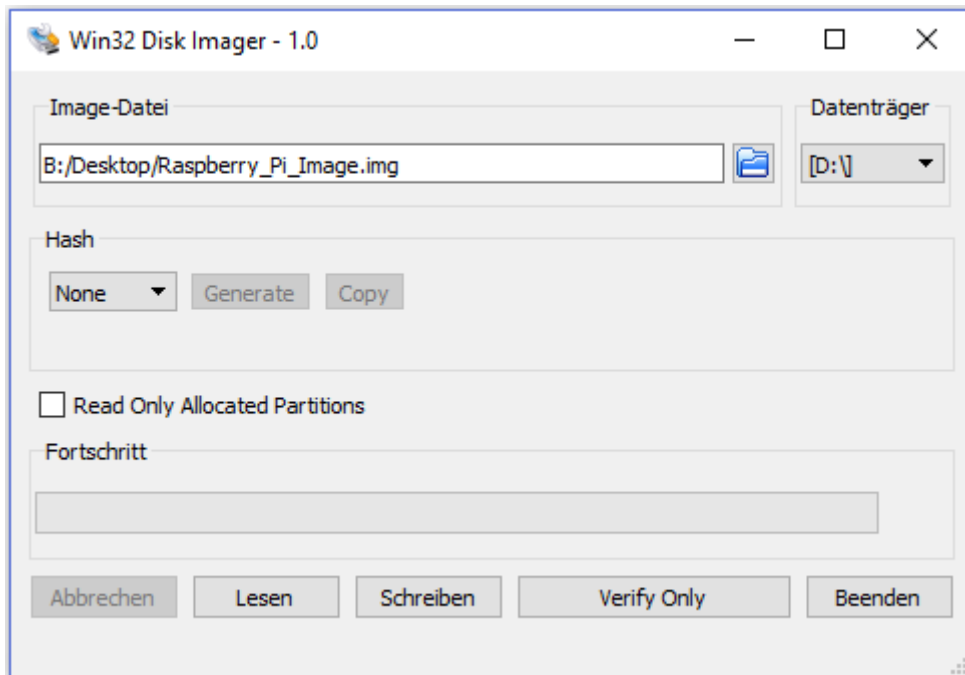 Win32 Disk Imager - 1.0
Image-Datei
Datenträger
B:/Desktop/Raspberry_Pi_Image.img
[D:\]
Hash
None
Generate
Copy
Read Only Allocated Partitions
Fortschritt
Abbrechen
Lesen
Schreiben
Verify Only
Beenden